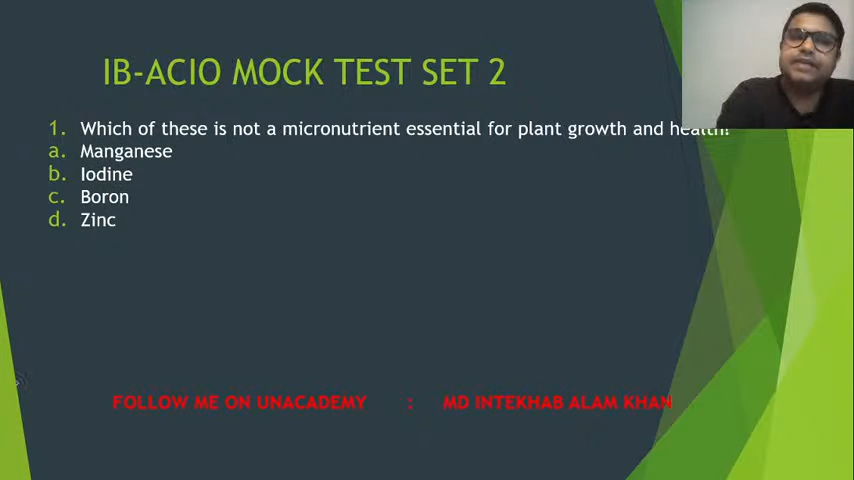 IB-ACIO MOCK TEST SET 2
1. Which of these is not a micronutrient essential for plant growth and health?
a. Manganese
b. Iodine
c. Boron
d. Zinc
FOLLOW ME ON UNACADEMY : MD INTEKHAB ALAM KHAN